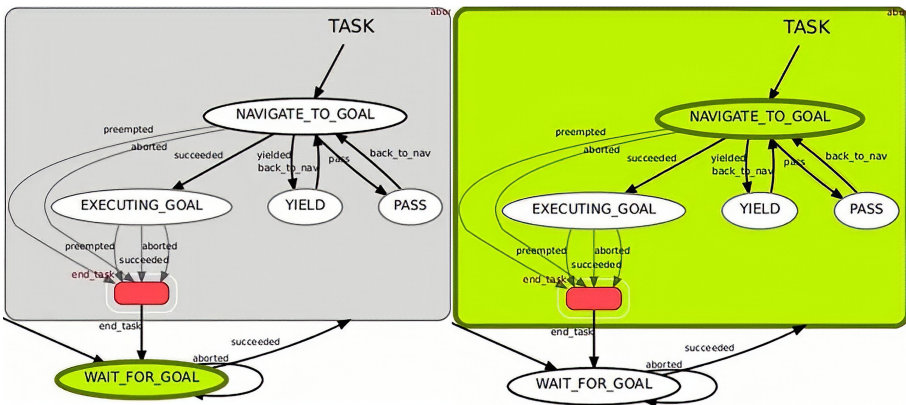 abor
TASK
NAVIGATE_TO_GOAL
preempted
aborted
succeeded
yielded
back_to_nav
pass
back_to_nav
EXECUTING_GOAL
YIELD
PASS
preempted
aborted
succeeded
end_task
end_task
succeeded
aborted
WAIT_FOR_GOAL
abor
TASK
NAVIGATE_TO_GOAL
preempted
aborted
succeeded
yielded
back_to_nav
pass
back_to_nav
EXECUTING_GOAL
YIELD
PASS
preempted
aborted
succeeded
end_task
end_task
succeeded
aborted
WAIT_FOR_GOAL